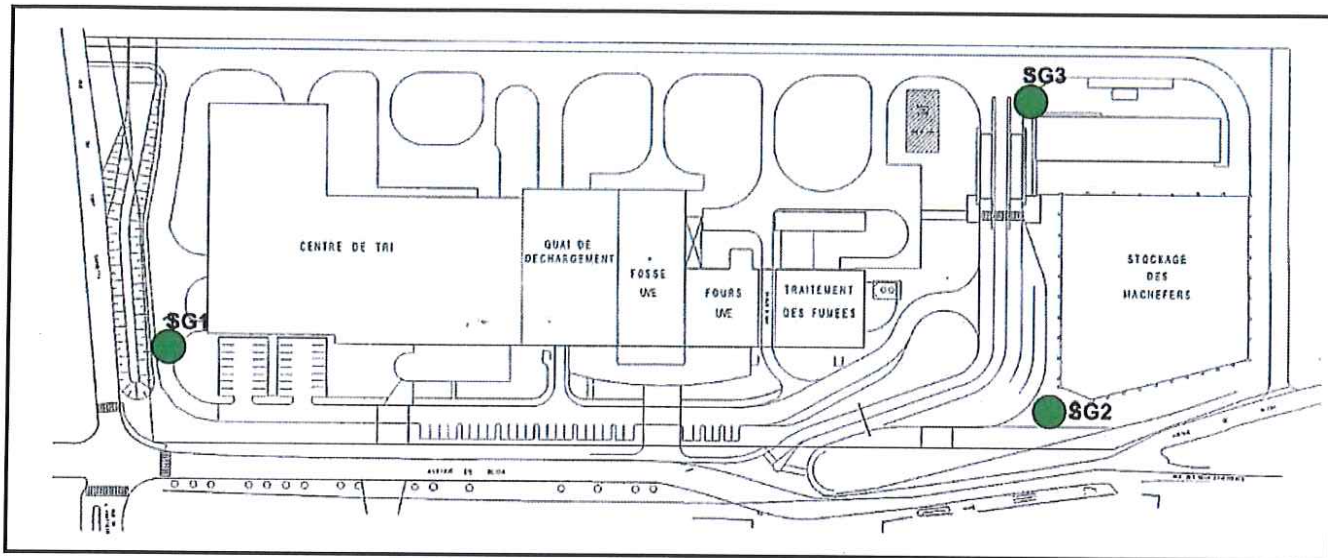 SG3
CENTRE DE TRI
QUAI DE
DECHARGEMENT
FOSSE
UVE
FOURS
UVE
TRAITEMENT
DES FUMEES
STOCKAGE
DES
MACHEFERS
SG1
SG2